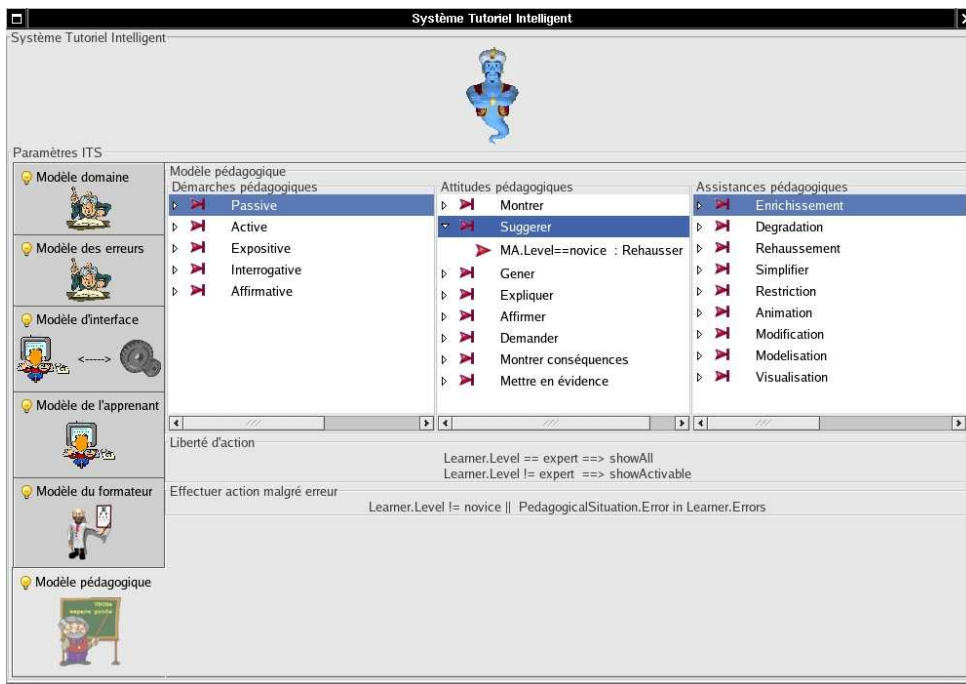 Système Tutoriel Intelligent
Système Tutoriel Intelligent
Paramètres ITS
Modèle domaine
Modèle des erreurs
Modèle d'interface
<----->
Modèle de l'apprenant
Modèle du formateur
Modèle pédagogique
Modèle pédagogique
Démarches pédagogiques
Passive
Active
Expositive
Interrogative
Affirmative
Attitudes pédagogiques
Montrer
Suggerer
MA.Level==novice : Rehausser
Gener
Expliquer
Affirmer
Demander
Montrer conséquences
Mettre en évidence
Assistances pédagogiques
Enrichissement
Degradation
Rehaussement
Simplifier
Restriction
Animation
Modification
Modelisation
Visualisation
Liberté d'action
Learner.Level == expert ==> showAll
Learner.Level != expert ==> showActivable
Effectuer action malgré erreur
Learner.Level != novice || PedagogicalSituation.Error in Learner.Errors